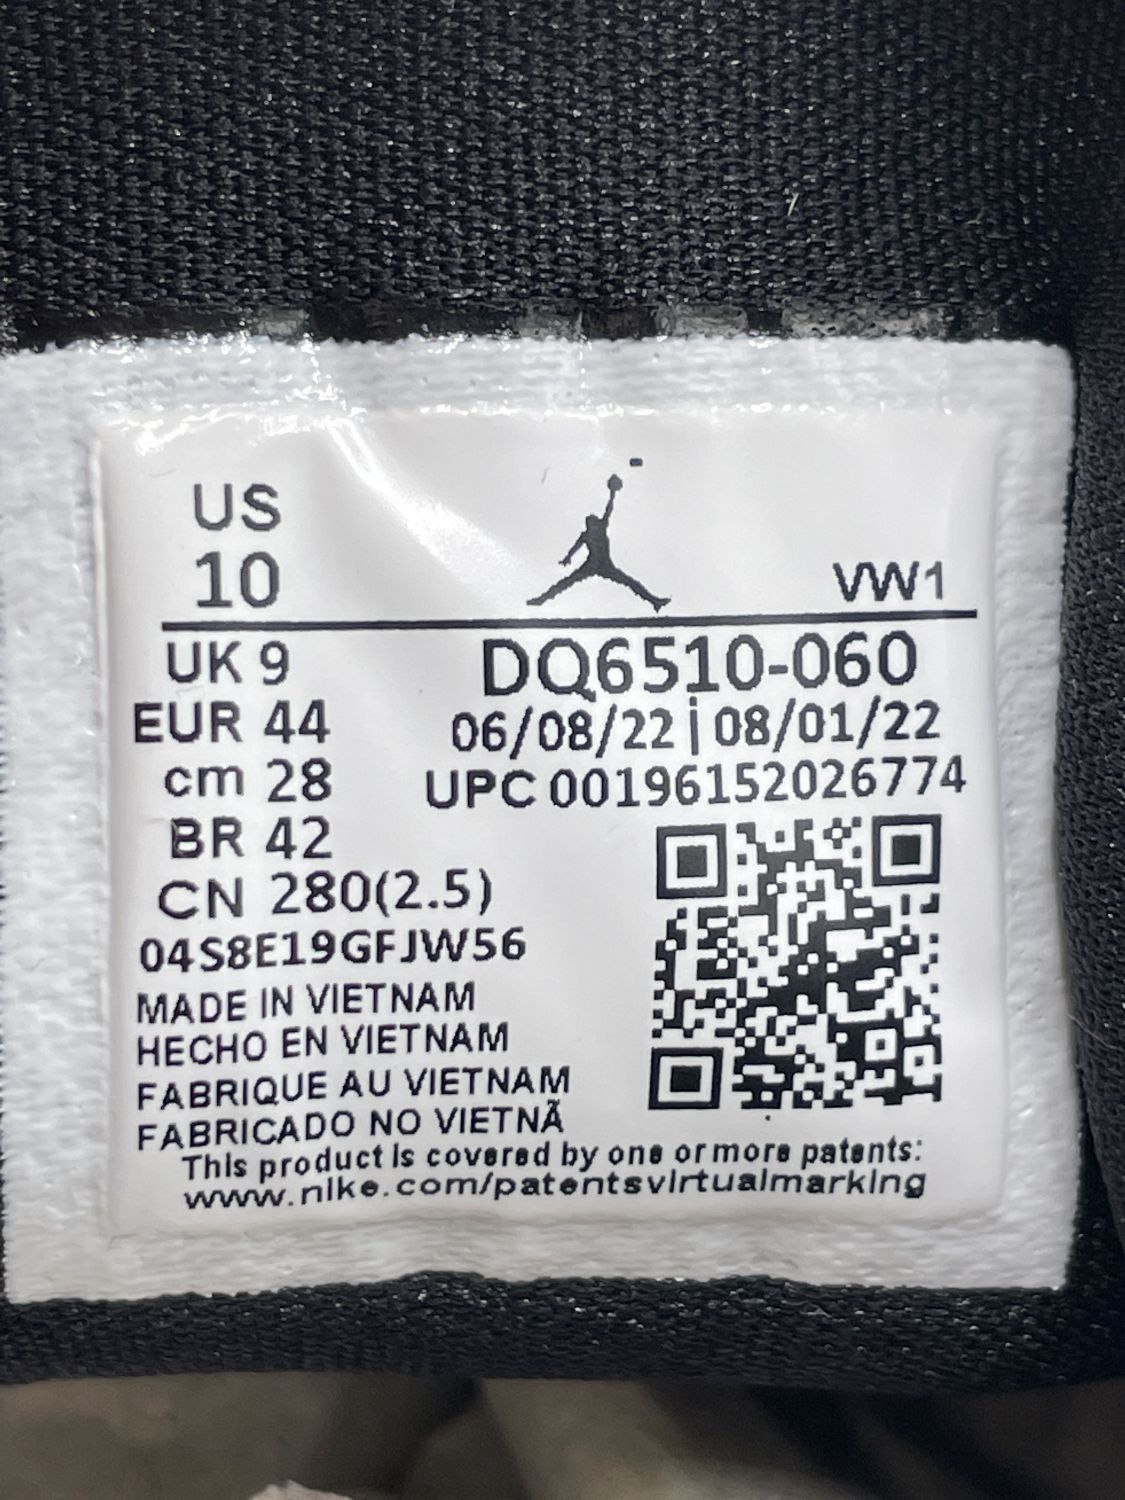 US
10
VW1
UK 9
DQ6510-060
EUR 44
06/08/22 | 08/01/22
cm 28
UPC 00196152026774
BR 42
CN 280(2.5)
04S8E19GFJW56
MADE IN VIETNAM
HECHO EN VIETNAM
FABRIQUE AU VIETNAM
FABRICADO NO VIETNÃ
This product is covered by one or more patents:
www.nike.com/patentsvirtualmarking